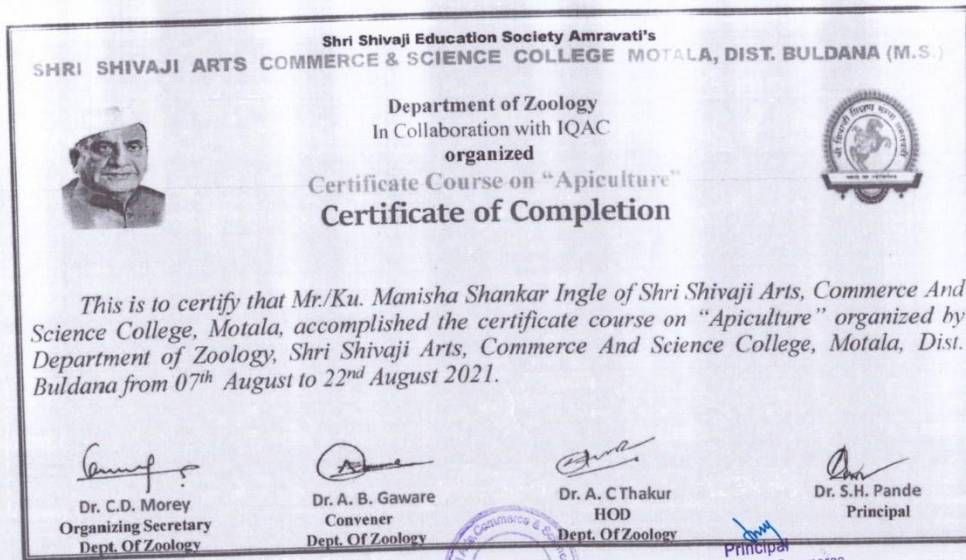 Shri Shivaji Education Society Amravati's
SHRI SHIVAJI ARTS COMMERCE & SCIENCE COLLEGE MOTALA, DIST. BULDANA (M.S.)
Department of Zoology
In Collaboration with IQAC
organized
Certificate Course on "Apiculture"
Certificate of Completion
This is to certify that Mr./Ku. Manisha Shankar Ingle of Shri Shivaji Arts, Commerce And
Science College, Motala, accomplished the certificate course on "Apiculture" organized by
Department of Zoology, Shri Shivaji Arts, Commerce And Science College, Motala, Dist.
Buldana from 07th August to 22nd August 2021.
Dr. C.D. Morey
Organizing Secretary
Dept. Of Zoology
Dr. A. B. Gaware
Convener
Dept. Of Zoology
Dr. A. C Thakur
HOD
Dept. Of Zoology
Dr. S.H. Pande
Principal
Commerce &
Principal